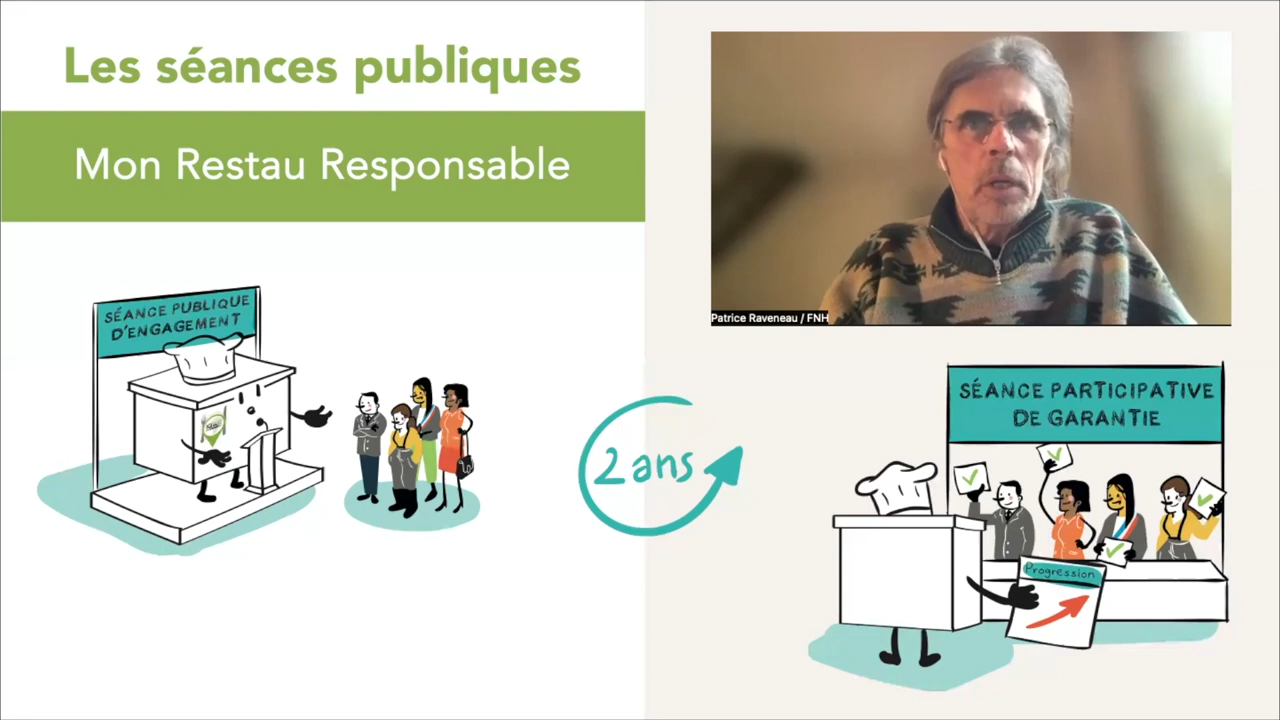 Les séances publiques
Mon Restau Responsable
Patrice Raveneau / FNH
SÉANCE PUBLIQUE
D'ENGAGEMENT
2 ans
SÉANCE PARTICIPATIVE
DE GARANTIE
Progression